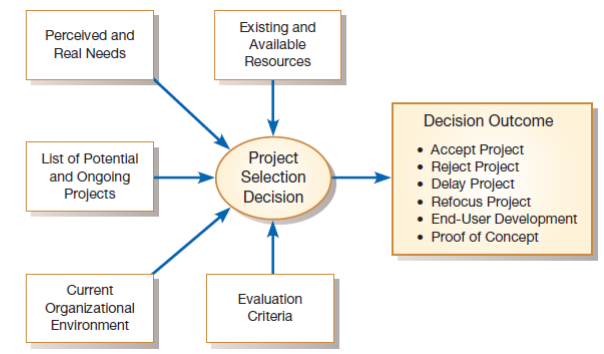 Perceived and
Real Needs
Existing and
Available
Resources
List of Potential
and Ongoing
Projects
Project
Selection
Decision
Decision Outcome
• Accept Project
• Reject Project
• Delay Project
• Refocus Project
• End-User Development
• Proof of Concept
Current
Organizational
Environment
Evaluation
Criteria